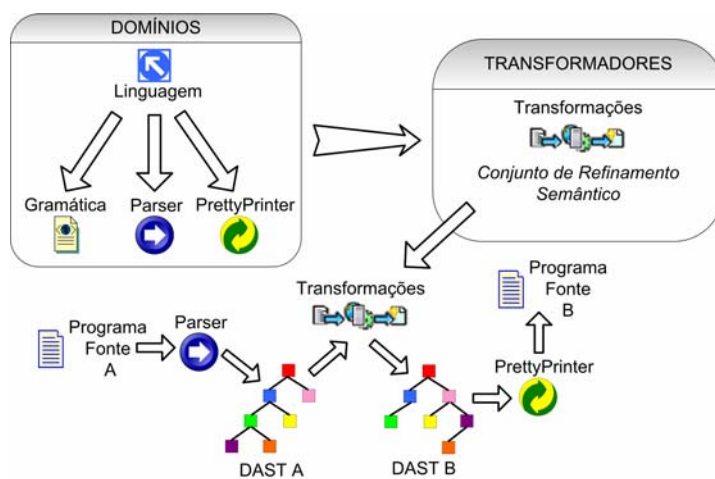 DOMÍNIOS
Linguagem
Gramática
Parser
PrettyPrinter
TRANSFORMADORES
Transformações
Conjunto de Refinamento
Semântico
Transformações
Programa
Fonte
A
Parser
DAST A
DAST B
PrettyPrinter
Programa
Fonte
B